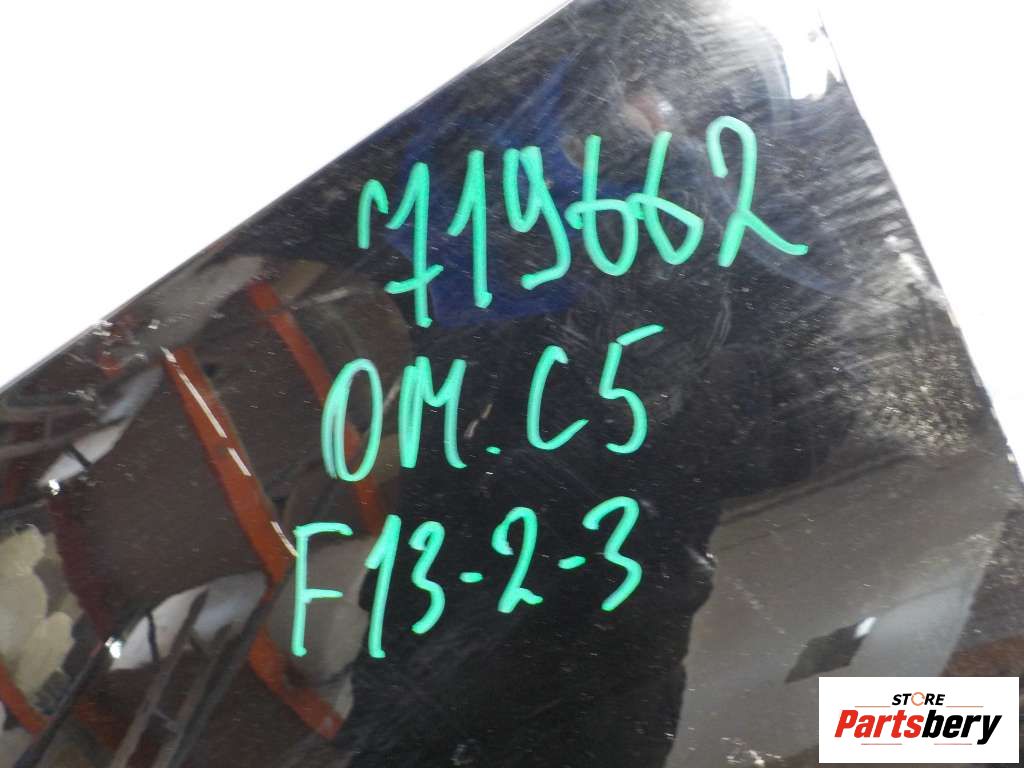 719662
OM. C5
F13-2-3
STORE
Partsbery